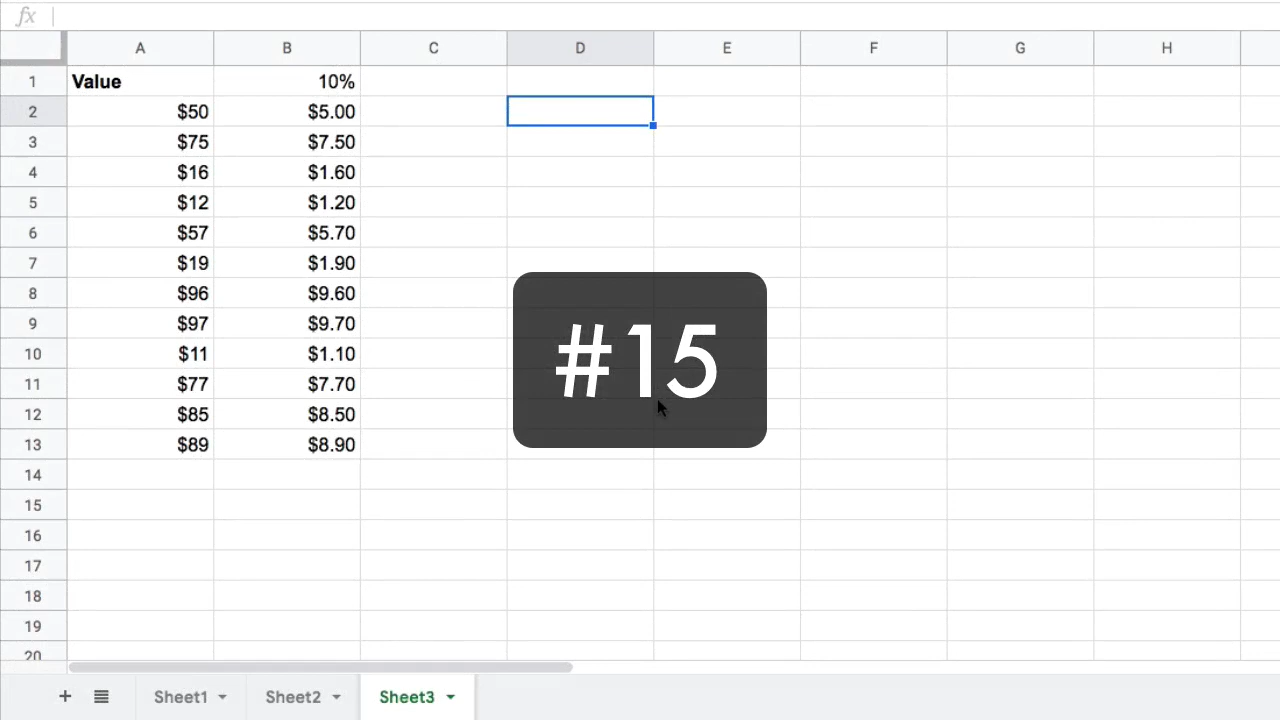 fx
A B C D E F G H
1 Value 10%
2 $50 $5.00
3 $75 $7.50
4 $16 $1.60
5 $12 $1.20
6 $57 $5.70
7 $19 $1.90
8 $96 $9.60
9 $97 $9.70
10 $11 $1.10
11 $77 $7.70
12 $85 $8.50
13 $89 $8.90
#15
14
15
16
17
18
19
20
+ Sheet1 Sheet2 Sheet3